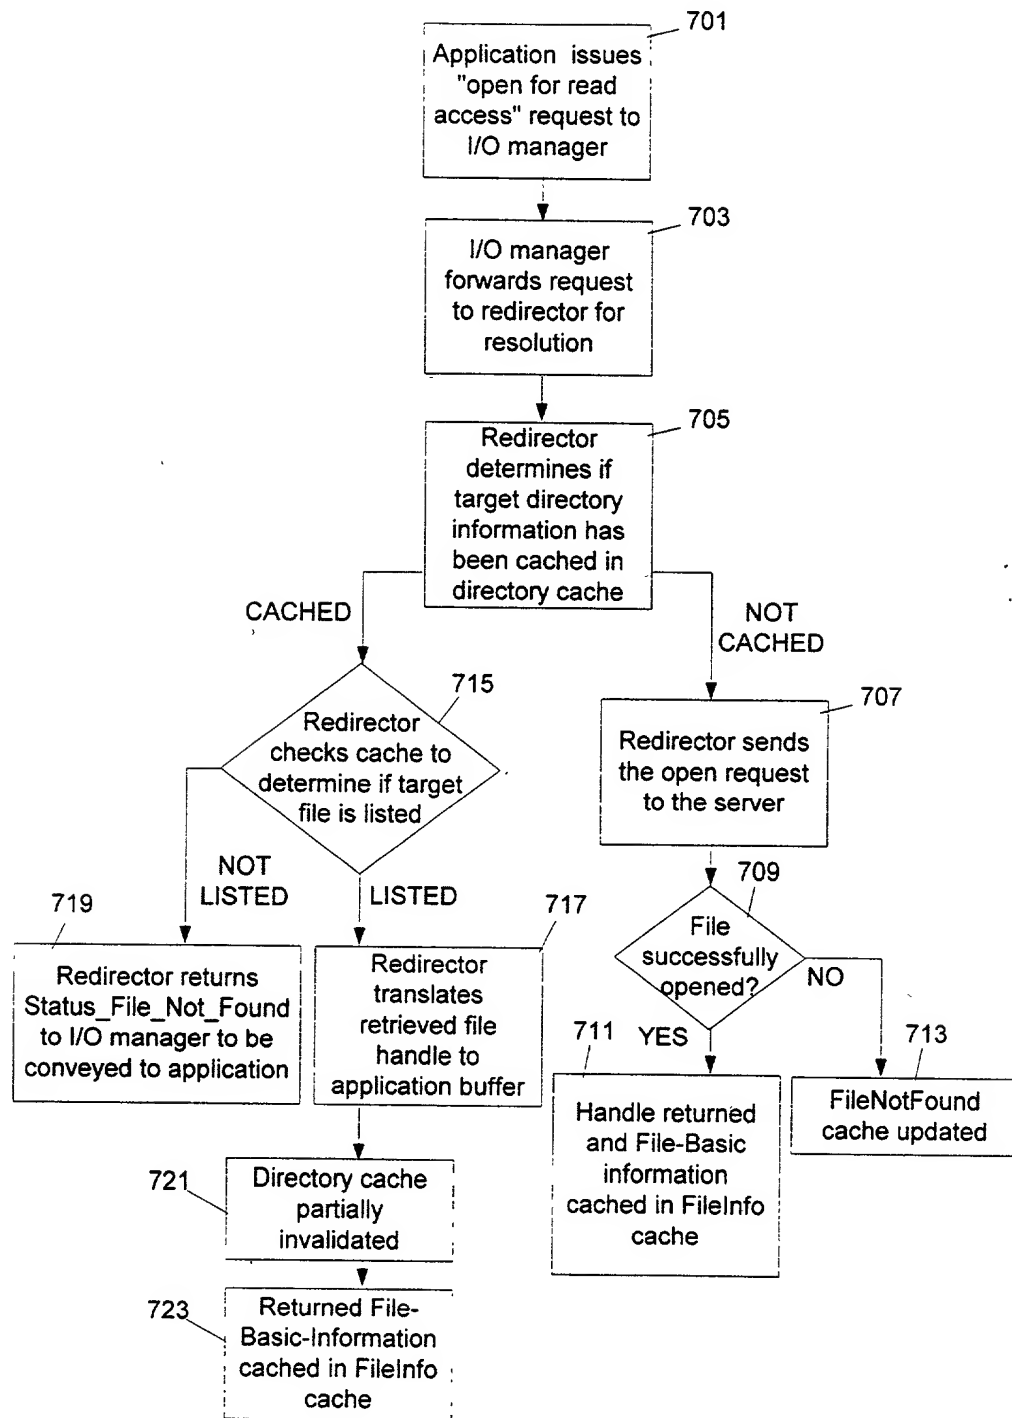 701
Application issues
"open for read
access" request to
I/O manager
703
I/O manager
forwards request
to redirector for
resolution
705
Redirector
determines if
target directory
information has
been cached in
directory cache
CACHED
NOT
CACHED
715
Redirector
checks cache to
determine if target
file is listed
707
Redirector sends
the open request
to the server
NOT
LISTED
LISTED
709
File
successfully
opened?
YES
NO
719
Redirector returns
Status_File_Not_Found
to I/O manager to be
conveyed to application
717
Redirector
translates
retrieved file
handle to
application buffer
711
Handle returned
and File-Basic
information
cached in FileInfo
cache
713
FileNotFound
cache updated
721
Directory cache
partially
invalidated
723
Returned File-
Basic-Information
cached in FileInfo
cache